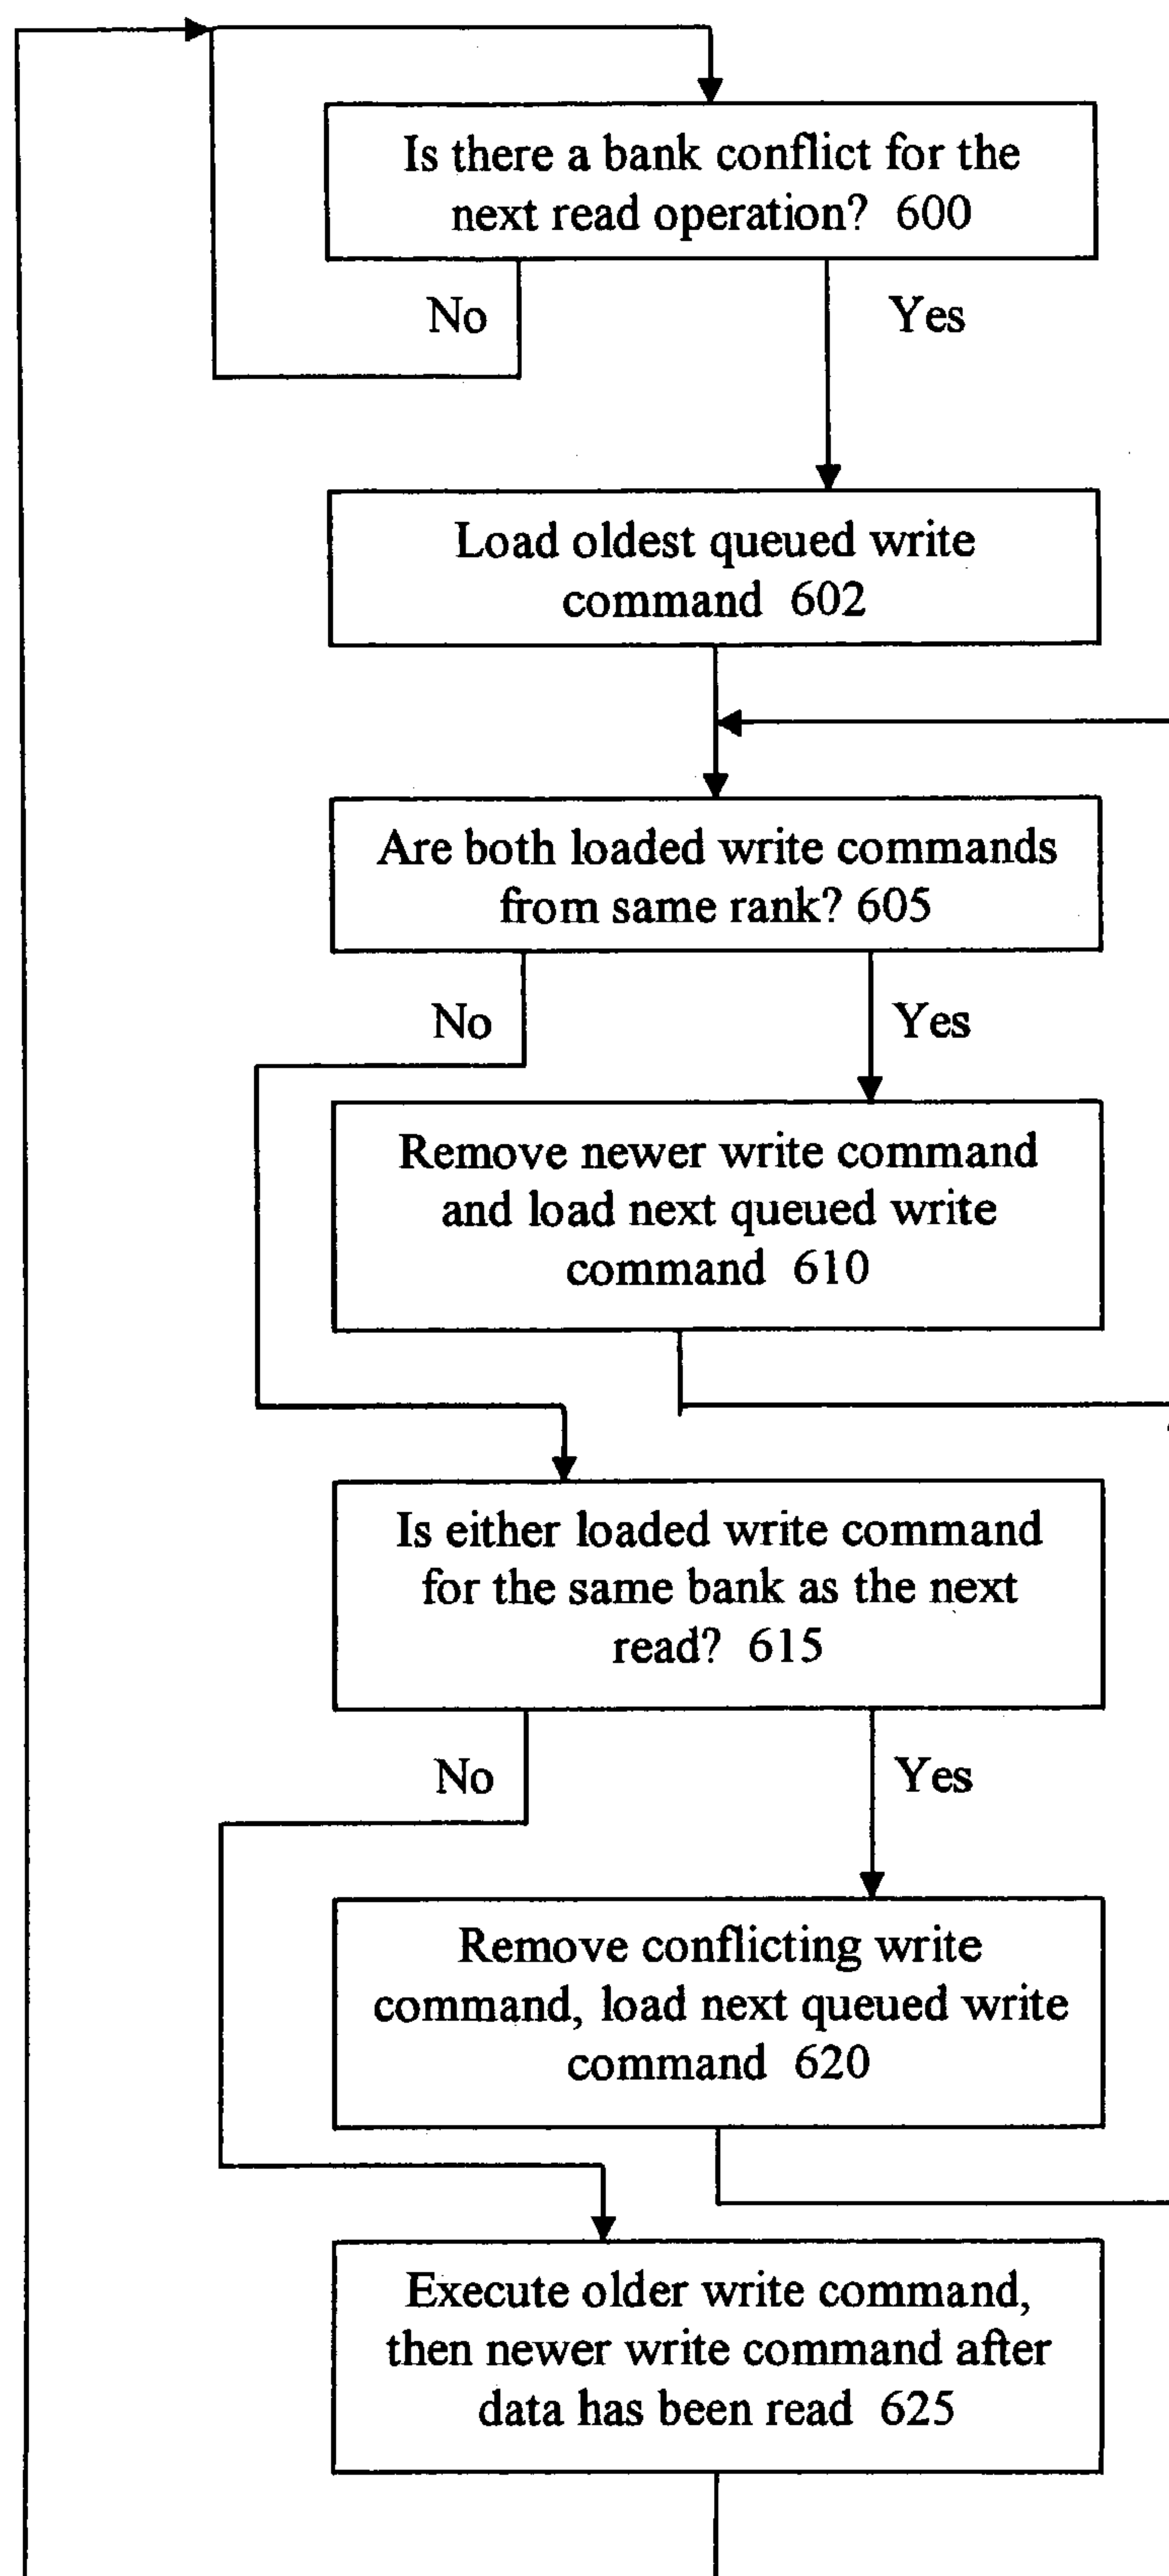 Is there a bank conflict for the
next read operation? 600
No
Yes
Load oldest queued write
command 602
Are both loaded write commands
from same rank? 605
No
Yes
Remove newer write command
and load next queued write
command 610
Is either loaded write command
for the same bank as the next
read? 615
No
Yes
Remove conflicting write
command, load next queued write
command 620
Execute older write command,
then newer write command after
data has been read 625